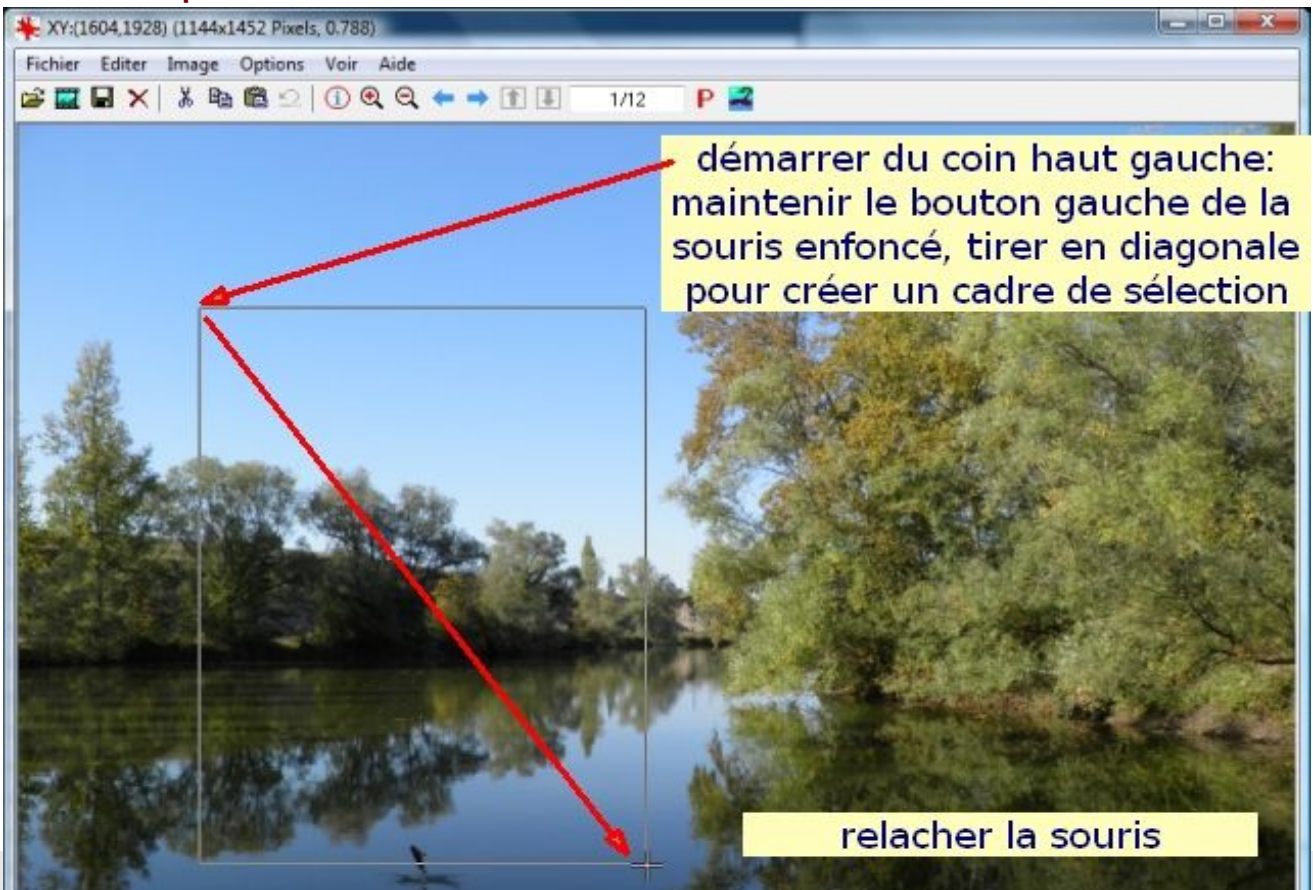 XY:(1604,1928) (1144x1452 Pixels, 0.788)
Fichier Editer Image Options Voir Aide
1/12 P
démarrer du coin haut gauche:
maintenir le bouton gauche de la
souris enfoncé, tirer en diagonale
pour créer un cadre de sélection
relacher la souris